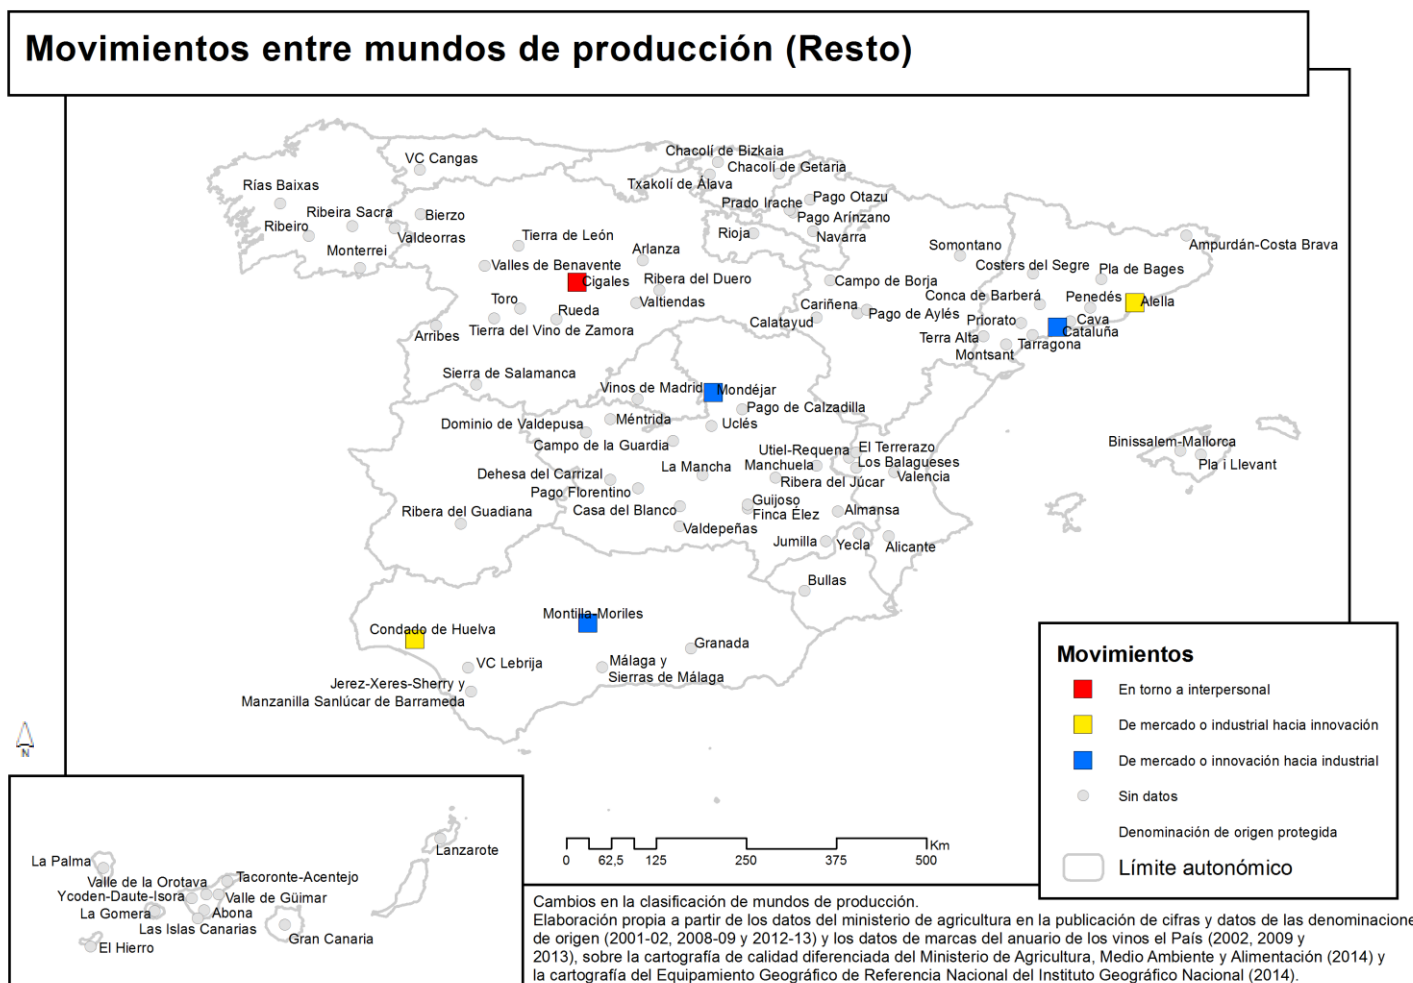 Movimientos entre mundos de producción (Resto)
VC Cangas
Chacolí de Bizkaia
Chacolí de Getaria
Txakolí de Álava
Rías Baixas
Ribeira Sacra
Bierzo
Prado Irache
Pago Otazu
Pago Arínzano
Ribeiro
Valdeorras
Rioja
Navarra
Tierra de León
Arlanza
Somontano
Ampurdán-Costa Brava
Monterrei
Valles de Benavente
Cigales
Ribera del Duero
Campo de Borja
Costers del Segre
Pla de Bages
Toro
Rueda
Valtiendas
Cariñena
Pago de Aylés
Conca de Barberá
Penedés
Alella
Arribes
Tierra del Vino de Zamora
Calatayud
Priorato
Cava
Cataluña
Terra Alta
Tarragona
Montsant
Sierra de Salamanca
Vinos de Madrid
Mondéjar
Pago de Calzadilla
Dominio de Valdepusa
Méntrida
Uclés
Campo de la Guardia
Utiel-Requena
El Terrerazo
Binissalem-Mallorca
La Mancha
Manchuela
Los Balagueses
Pla i Llevant
Dehesa del Carrizal
Ribera del Júcar
Valencia
Pago Florentino
Guijoso
Ribera del Guadiana
Casa del Blanco
Finca Élez
Almansa
Valdepeñas
Jumilla
Yecla
Alicante
Bullas
Montilla-Moriles
Condado de Huelva
Granada
VC Lebrija
Málaga y
Sierras de Málaga
Jerez-Xeres-Sherry y
Manzanilla Sanlúcar de Barrameda
N
Movimientos
En torno a interpersonal
De mercado o industrial hacia innovación
De mercado o innovación hacia industrial
Sin datos
Denominación de origen protegida
Límite autonómico
Km
0 62,5 125 250 375 500
Lanzarote
La Palma
Valle de la Orotava
Tacoronte-Acentejo
Ycoden-Daute-Isora
Valle de Güimar
La Gomera
Abona
Las Islas Canarias
Gran Canaria
El Hierro
Cambios en la clasificación de mundos de producción.
Elaboración propia a partir de los datos del ministerio de agricultura en la publicación de cifras y datos de las denominacione
de origen (2001-02, 2008-09 y 2012-13) y los datos de marcas del anuario de los vinos el País (2002, 2009 y
2013), sobre la cartografía de calidad diferenciada del Ministerio de Agricultura, Medio Ambiente y Alimentación (2014) y
la cartografía del Equipamiento Geográfico de Referencia Nacional del Instituto Geográfico Nacional (2014).